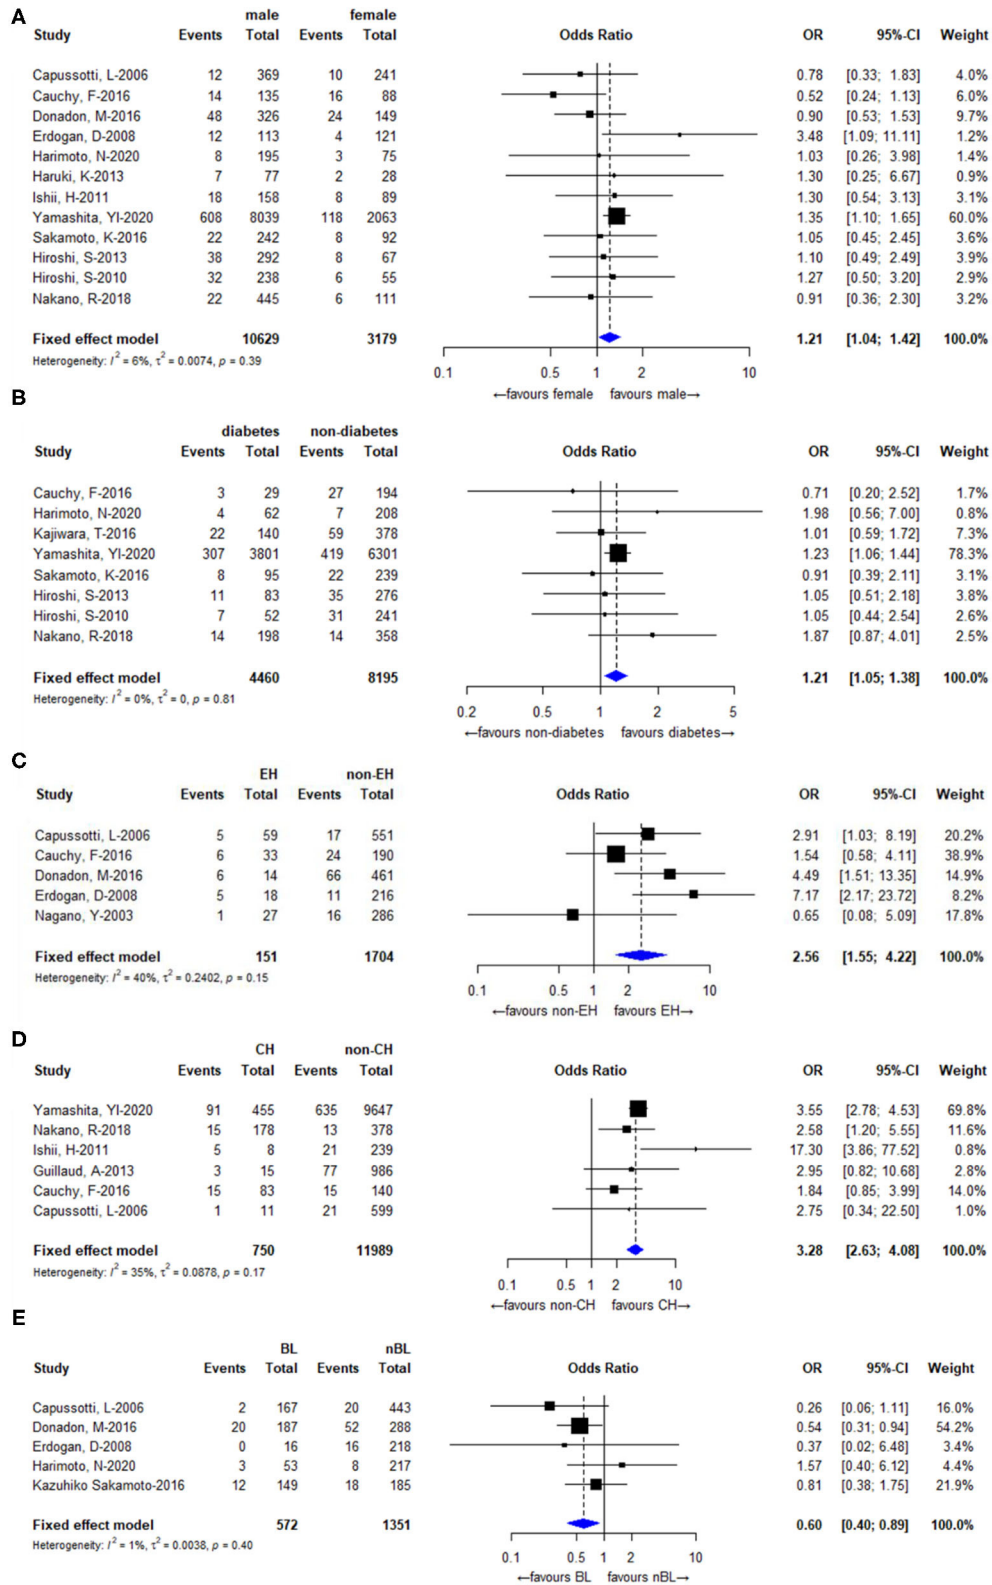 A
male female
Study Events Total Events Total Odds Ratio OR 95%-CI Weight
Capussotti, L-2006 12 369 10 241 0.78 [0.33; 1.83] 4.0%
Cauchy, F-2016 14 135 16 88 0.52 [0.24; 1.13] 6.0%
Donadon, M-2016 48 326 24 149 0.90 [0.53; 1.53] 9.7%
Erdogan, D-2008 12 113 4 121 3.48 [1.09; 11.11] 1.2%
Harimoto, N-2020 8 195 3 75 1.03 [0.26; 3.98] 1.4%
Haruki, K-2013 7 77 2 28 1.30 [0.25; 6.67] 0.9%
Ishii, H-2011 18 158 8 89 1.30 [0.54; 3.13] 3.1%
Yamashita, YI-2020 608 8039 118 2063 1.35 [1.10; 1.65] 60.0%
Sakamoto, K-2016 22 242 8 92 1.05 [0.45; 2.45] 3.6%
Hiroshi, S-2013 38 292 8 67 1.10 [0.49; 2.49] 3.7%
Hiroshi, S-2010 32 238 6 55 1.27 [0.50; 3.20] 2.9%
Nakano, R-2018 22 445 6 111 0.91 [0.36; 2.30] 3.2%
Fixed effect model 10629 3179 1.21 [1.04; 1.42] 100.0%
Heterogeneity: I² = 6%, τ² = 0.0074, p = 0.39
0.1 0.5 1 2 10
←favours female favours male→
B
diabetes non-diabetes
Study Events Total Events Total Odds Ratio OR 95%-CI Weight
Cauchy, F-2016 3 29 27 194 0.71 [0.20; 2.52] 1.7%
Harimoto, N-2020 4 62 7 208 1.98 [0.56; 7.00] 0.8%
Kajiwara, T-2016 22 140 59 378 1.01 [0.59; 1.72] 7.3%
Yamashita, YI-2020 307 3801 419 6301 1.23 [1.06; 1.44] 78.3%
Sakamoto, K-2016 8 95 22 239 0.91 [0.39; 2.11] 3.1%
Hiroshi, S-2013 11 83 35 276 1.05 [0.51; 2.18] 3.8%
Hiroshi, S-2010 7 52 31 241 1.05 [0.44; 2.54] 2.6%
Nakano, R-2018 14 198 14 358 1.87 [0.87; 4.01] 2.5%
Fixed effect model 4460 8195 1.21 [1.05; 1.38] 100.0%
Heterogeneity: I² = 0%, τ² = 0, p = 0.81
0.2 0.5 1 2 5
←favours non-diabetes favours diabetes→
C
EH non-EH
Study Events Total Events Total Odds Ratio OR 95%-CI Weight
Capussotti, L-2006 5 59 17 551 2.91 [1.03; 8.19] 20.2%
Cauchy, F-2016 6 33 24 190 1.54 [0.58; 4.11] 38.9%
Donadon, M-2016 6 14 66 461 4.49 [1.51; 13.35] 14.9%
Erdogan, D-2008 5 18 11 216 7.17 [2.17; 23.72] 8.2%
Nagano, Y-2003 1 27 16 286 0.65 [0.08; 5.09] 17.8%
Fixed effect model 151 1704 2.56 [1.55; 4.22] 100.0%
Heterogeneity: I² = 40%, τ² = 0.2402, p = 0.15
0.1 0.5 1 2 10
←favours non-EH favours EH→
D
CH non-CH
Study Events Total Events Total Odds Ratio OR 95%-CI Weight
Yamashita, YI-2020 91 455 635 9647 3.55 [2.78; 4.53] 69.8%
Nakano, R-2018 15 178 13 378 2.58 [1.20; 5.55] 11.6%
Ishii, H-2011 5 8 21 239 17.30 [3.86; 77.52] 0.8%
Guillaud, A-2013 3 15 77 986 2.95 [0.82; 10.68] 2.8%
Cauchy, F-2016 15 83 15 140 1.84 [0.85; 3.99] 14.0%
Capussotti, L-2006 1 11 21 599 2.75 [0.34; 22.50] 1.0%
Fixed effect model 750 11989 3.28 [2.63; 4.08] 100.0%
Heterogeneity: I² = 35%, τ² = 0.0878, p = 0.17
0.1 0.5 1 2 10
←favours non-CH favours CH→
E
BL nBL
Study Events Total Events Total Odds Ratio OR 95%-CI Weight
Capussotti, L-2006 2 167 20 443 0.26 [0.06; 1.11] 16.0%
Donadon, M-2016 20 187 52 288 0.54 [0.31; 0.94] 54.2%
Erdogan, D-2008 0 16 16 218 0.37 [0.02; 6.48] 3.4%
Harimoto, N-2020 3 53 8 217 1.57 [0.40; 6.12] 4.4%
Kazuhiko Sakamoto-2016 12 149 18 185 0.81 [0.38; 1.75] 21.9%
Fixed effect model 572 1351 0.60 [0.40; 0.89] 100.0%
Heterogeneity: I² = 1%, τ² = 0.0038, p = 0.40
0.1 0.5 1 2 10
←favours BL favours nBL→